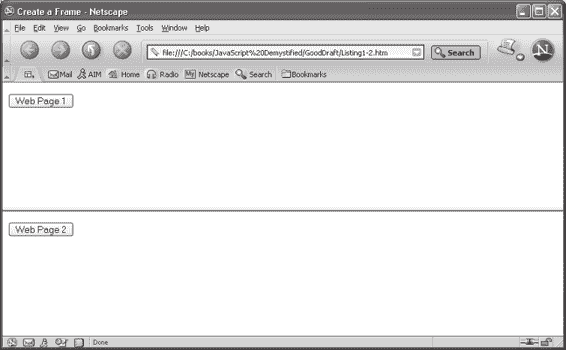 Create a Frame - Netscape
File Edit View Go Bookmarks Tools Window Help
file:///C:/books/JavaScript%20Demystified/GoodDraft/Listing1-2.htm Search
Mail AIM Home Radio My Netscape Search Bookmarks
Web Page 1
Web Page 2
Done